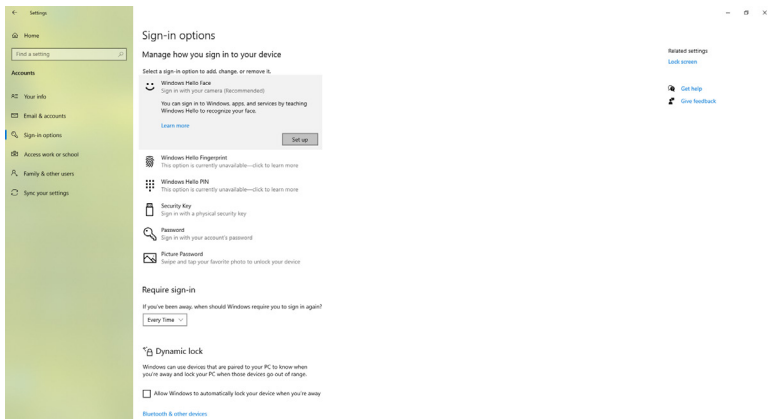 Settings
Home
Find a setting
Accounts
Your info
Email & accounts
Sign-in options
Access work or school
Family & other users
Sync your settings
Sign-in options
Manage how you sign in to your device
Select a sign-in option to add, change, or remove it.
Windows Hello Face
Sign in with your camera (Recommended)
You can sign in to Windows, apps, and services by teaching
Windows Hello to recognize your face.
Learn more
Set up
Windows Hello Fingerprint
This option is currently unavailable—click to learn more
Windows Hello PIN
This option is currently unavailable—click to learn more
Security Key
Sign in with a physical security key
Password
Sign in with your account's password
Picture Password
Swipe and tap your favorite photo to unlock your device
Require sign-in
If you've been away, when should Windows require you to sign in again?
Every Time
Dynamic lock
Windows can use devices that are paired to your PC to know when
you're away and lock your PC when those devices go out of range.
Allow Windows to automatically lock your device when you're away
Bluetooth & other devices
Related settings
Lock screen
Get help
Give feedback